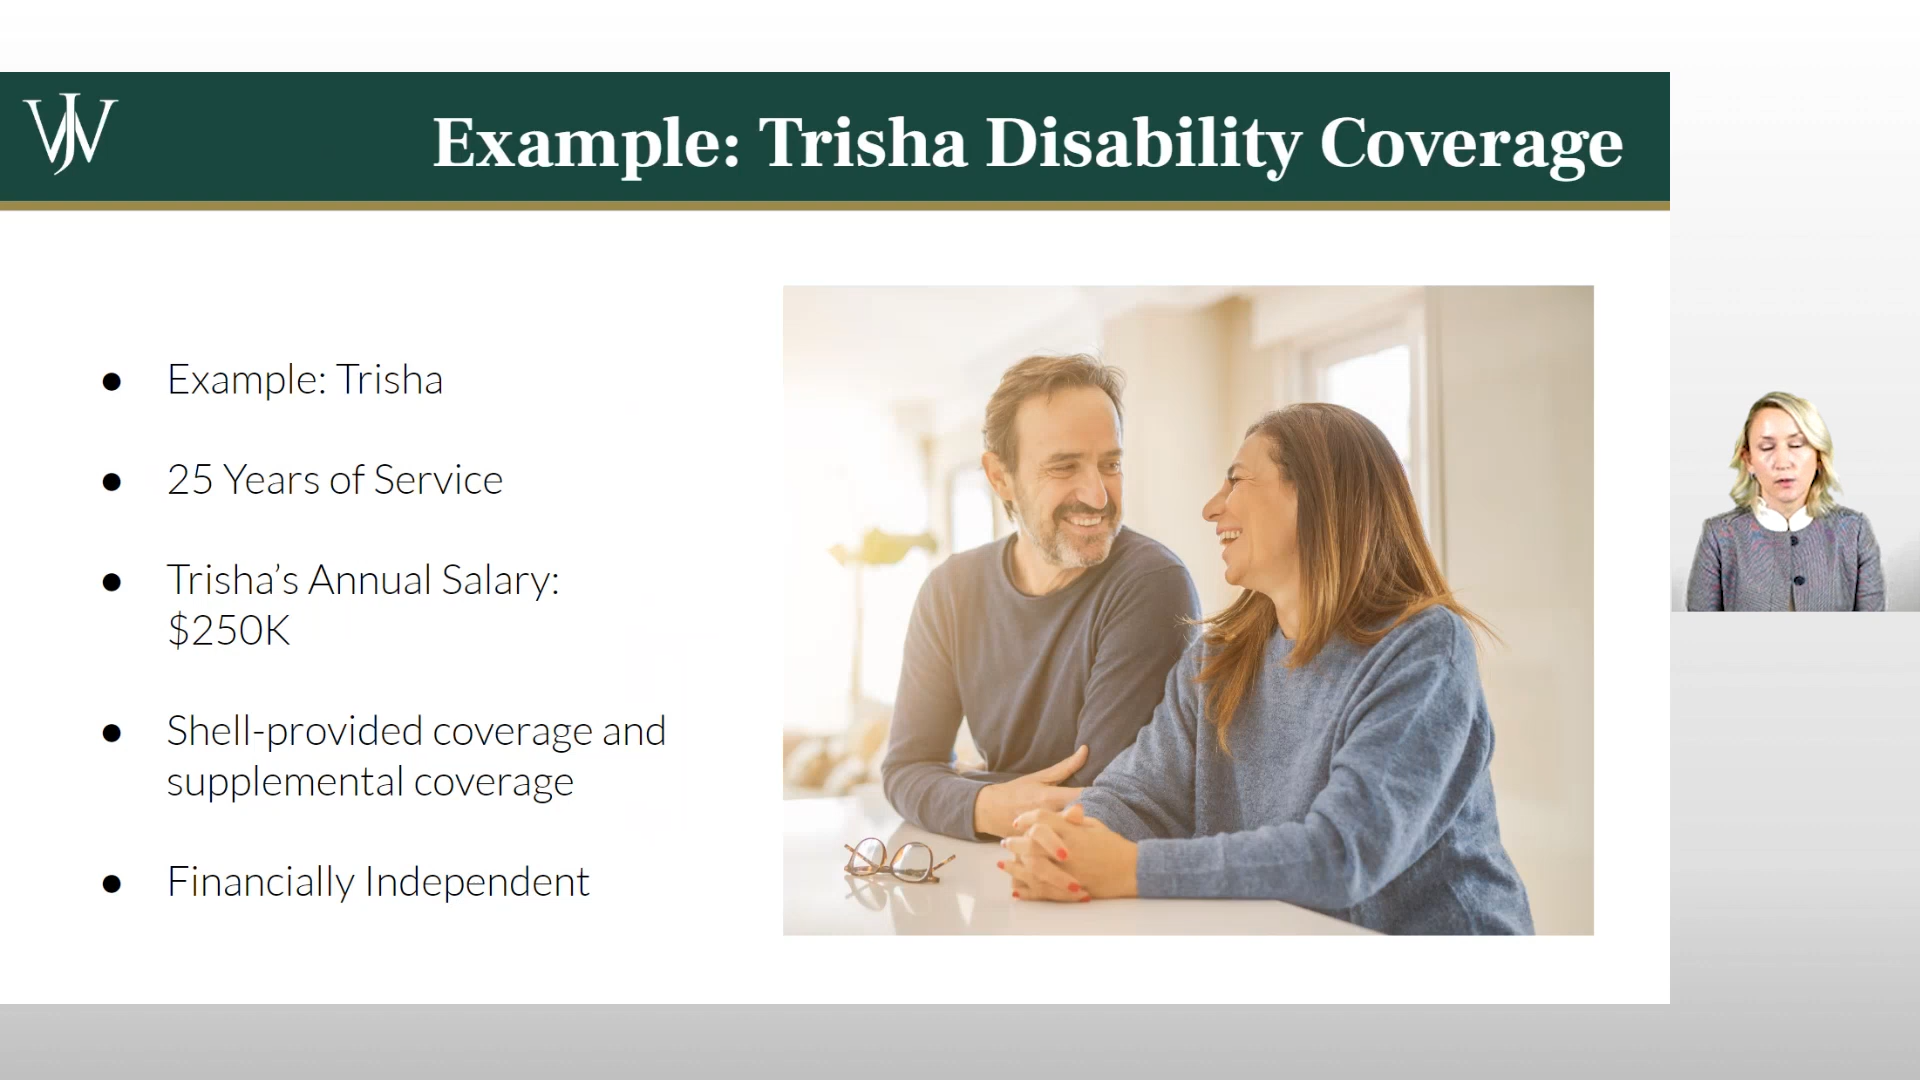 WJ
Example: Trisha Disability Coverage
● Example: Trisha
● 25 Years of Service
● Trisha’s Annual Salary:
$250K
● Shell-provided coverage and
supplemental coverage
● Financially Independent